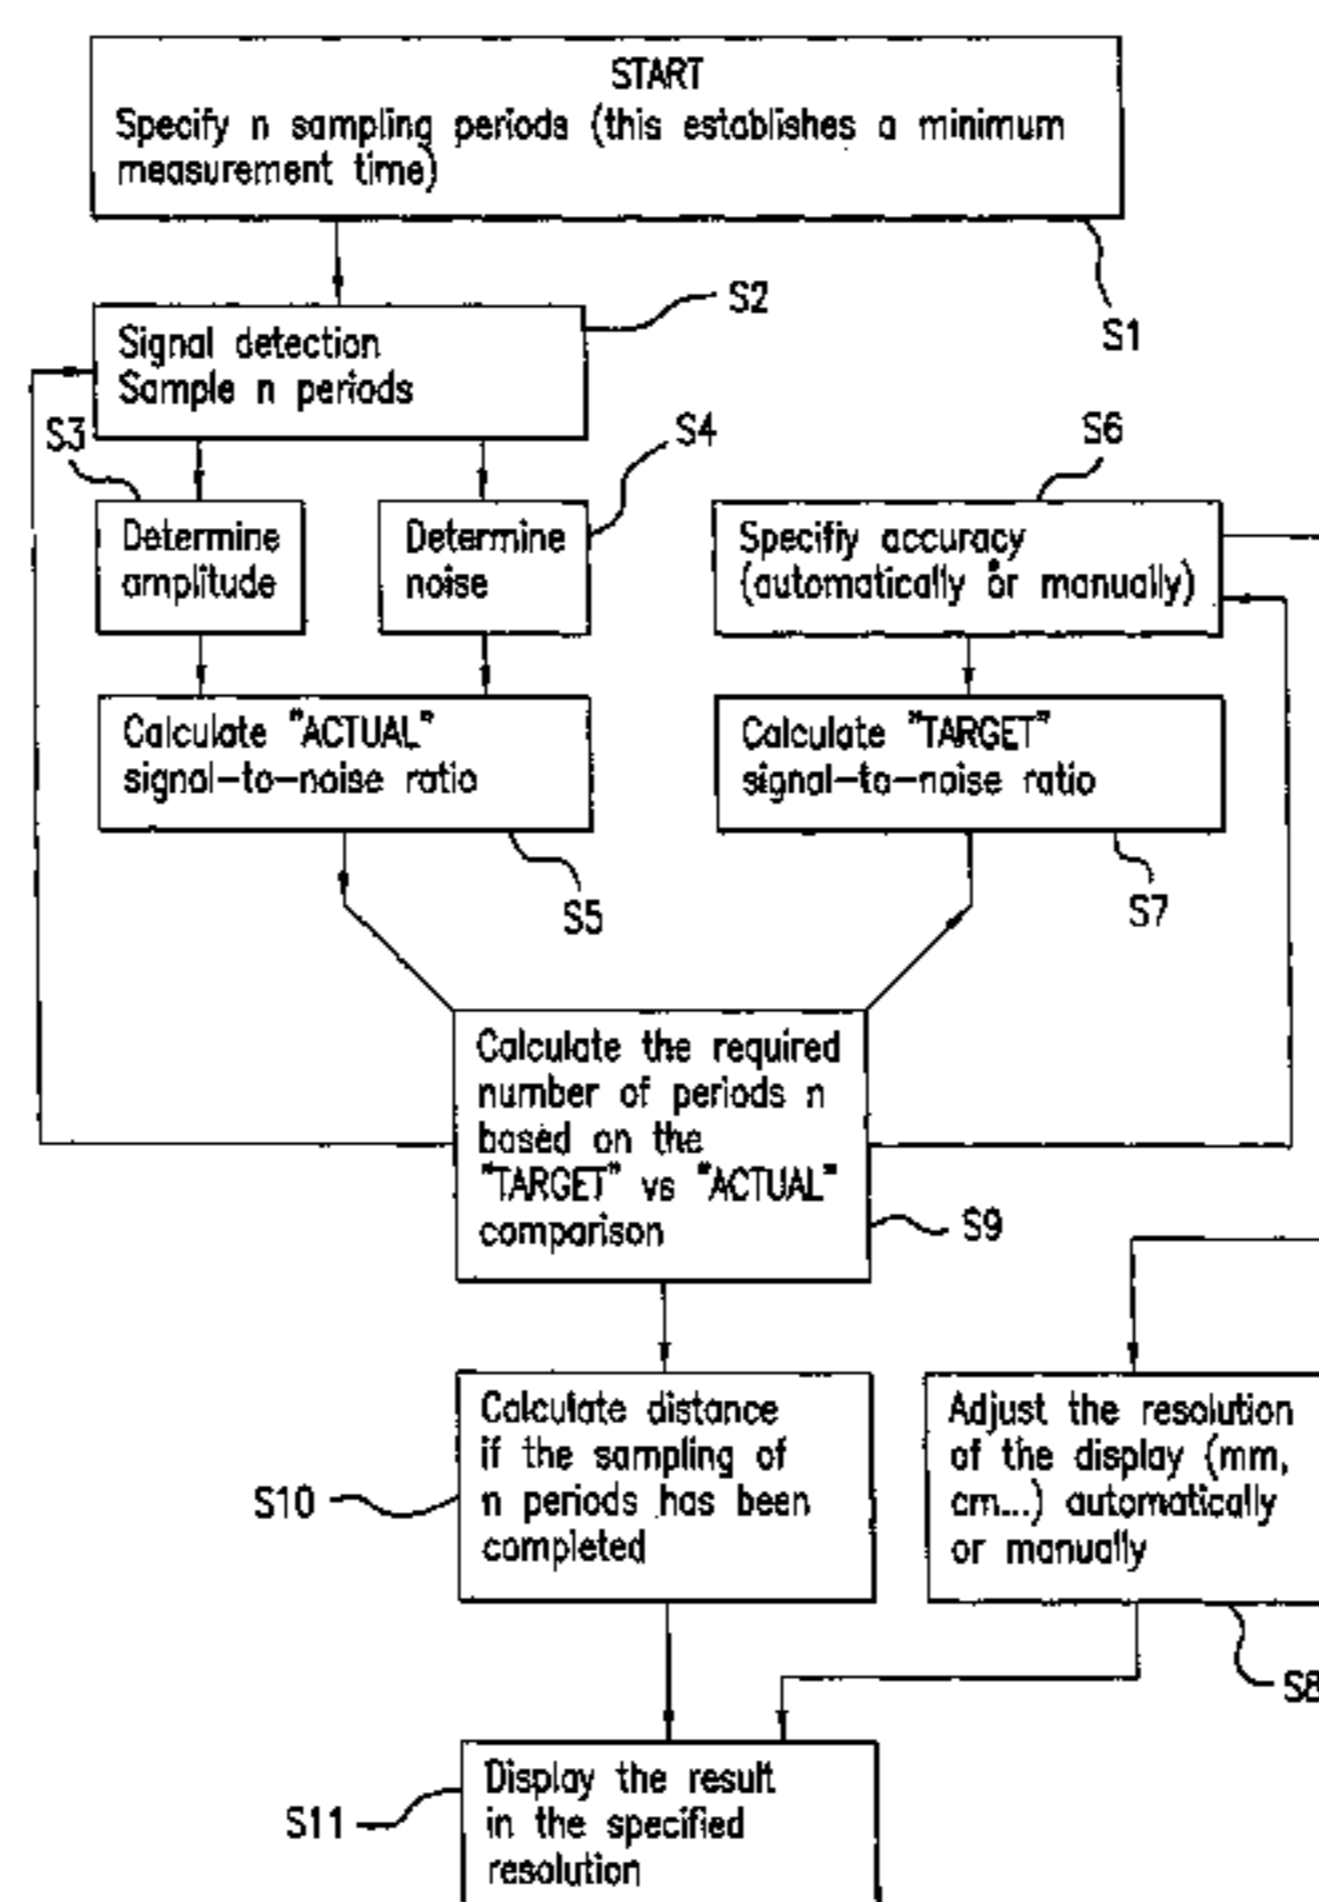 START
Specify n sampling periods (this establishes a minimum
measurement time)
S1
S2
Signal detection
Sample n periods
S3
S4
S6
Determine
amplitude
Determine
noise
Specifiy accuracy
(automatically or manually)
Calculate "ACTUAL"
signal-to-noise ratio
Calculate "TARGET"
signal-to-noise ratio
S5
S7
Calculate the required
number of periods n
based on the
"TARGET" vs "ACTUAL"
comparison
S9
Calculate distance
if the sampling of
n periods has been
completed
S10
Adjust the resolution
of the display (mm,
cm...) automatically
or manually
S8
Display the result
in the specified
resolution
S11